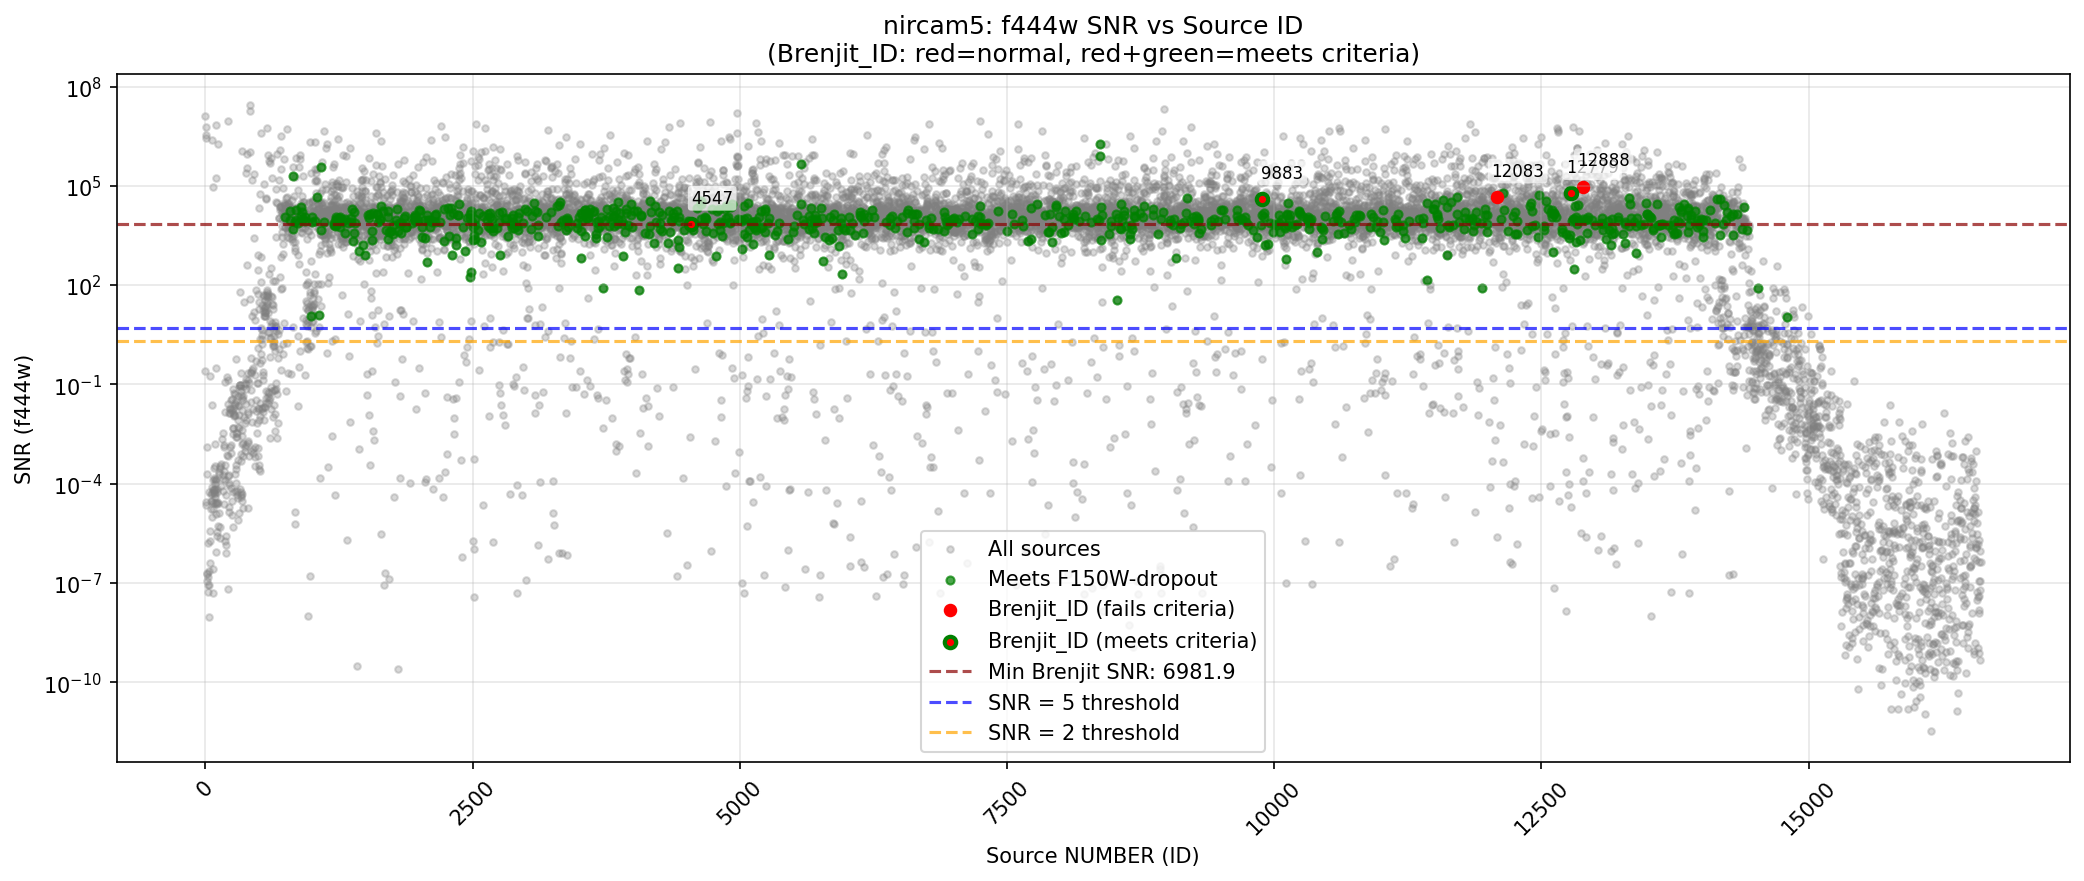 nircam5: f444w SNR vs Source ID
(Brenjit_ID: red=normal, red+green=meets criteria)
SNR (f444w)
10^8
10^5
10^2
10^-1
10^-4
10^-7
10^-10
4547
9883
12083
12779
12888
All sources
Meets F150W-dropout
Brenjit_ID (fails criteria)
Brenjit_ID (meets criteria)
Min Brenjit SNR: 6981.9
SNR = 5 threshold
SNR = 2 threshold
0
2500
5000
7500
10000
12500
15000
Source NUMBER (ID)